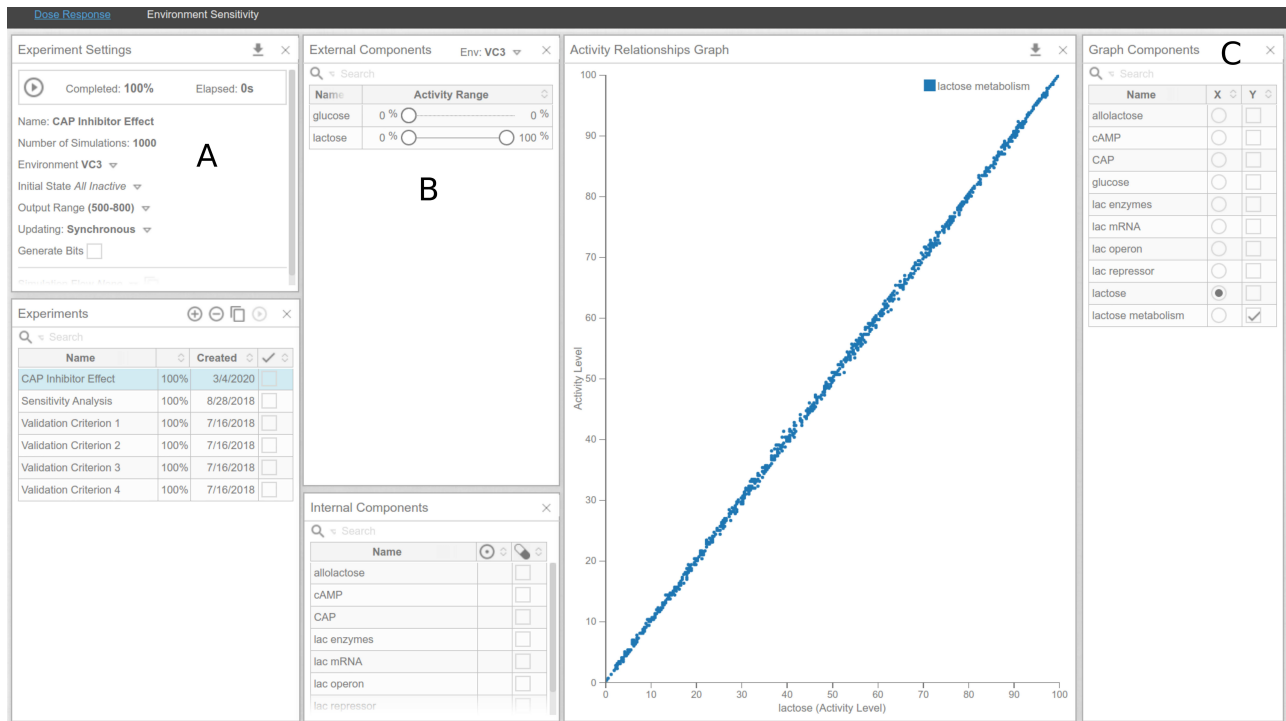 Dose Response Environment Sensitivity
Experiment Settings
Completed: 100% Elapsed: 0s
Name: CAP Inhibitor Effect
Number of Simulations: 1000
Environment VC3
Initial State All Inactive
Output Range (500-800)
Updating: Synchronous
Generate Bits
A
Experiments
Search
Name Created
CAP Inhibitor Effect 100% 3/4/2020
Sensitivity Analysis 100% 8/28/2018
Validation Criterion 1 100% 7/16/2018
Validation Criterion 2 100% 7/16/2018
Validation Criterion 3 100% 7/16/2018
Validation Criterion 4 100% 7/16/2018
External Components Env: VC3
Search
Name Activity Range
glucose 0 % 0 %
lactose 0 % 100 %
B
Internal Components
Search
Name
allolactose
cAMP
CAP
lac enzymes
lac mRNA
lac operon
lac repressor
Activity Relationships Graph
lactose metabolism
100
90
80
70
60
50
40
30
20
10
0
Activity Level
0 10 20 30 40 50 60 70 80 90 100
lactose (Activity Level)
Graph Components
C
Search
Name X Y
allolactose
cAMP
CAP
glucose
lac enzymes
lac mRNA
lac operon
lac repressor
lactose
lactose metabolism